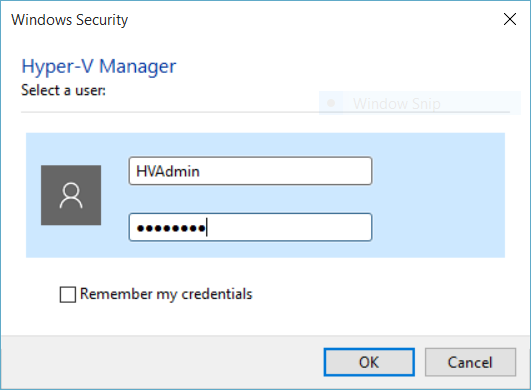 Windows Security
Hyper-V Manager
Select a user:
Window Snip
HVAdmin
●●●●●●●●
Remember my credentials
OK
Cancel